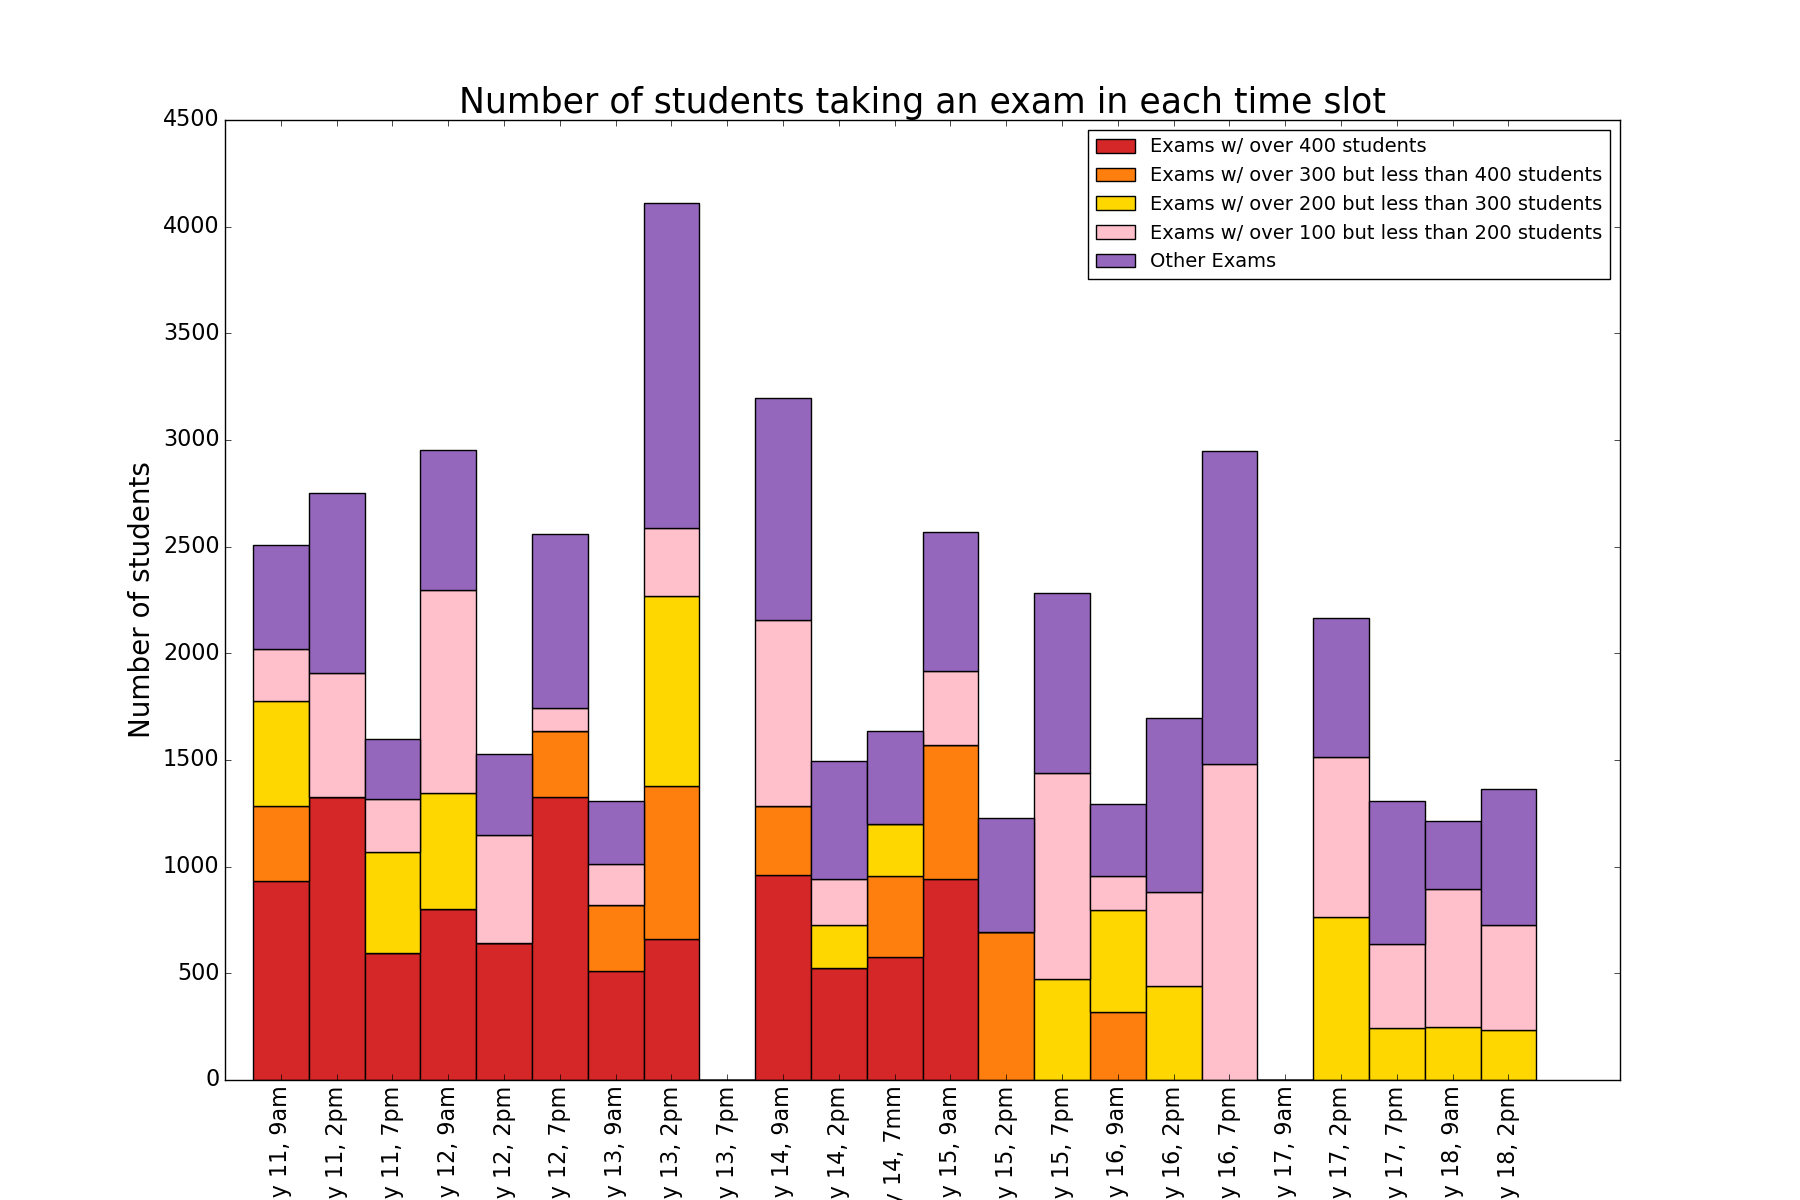 Number of students taking an exam in each time slot
Exams w/ over 400 students
Exams w/ over 300 but less than 400 students
Exams w/ over 200 but less than 300 students
Exams w/ over 100 but less than 200 students
Other Exams
Number of students
4500
4000
3500
3000
2500
2000
1500
1000
500
0
y 11, 9am
y 11, 2pm
y 11, 7pm
y 12, 9am
y 12, 2pm
y 12, 7pm
y 13, 9am
y 13, 2pm
y 13, 7pm
y 14, 9am
y 14, 2pm
y 14, 7mm
y 15, 9am
y 15, 2pm
y 15, 7pm
y 16, 9am
y 16, 2pm
y 16, 7pm
y 17, 9am
y 17, 2pm
y 17, 7pm
y 18, 9am
y 18, 2pm